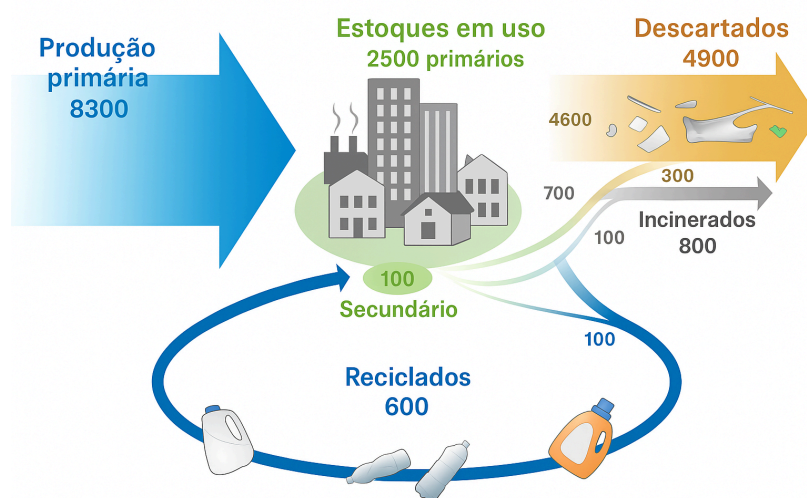 Produção
primária
8300
Estoques em uso
2500 primários
Descartados
4900
4600
300
700
Incinerados
800
100
100
Secundário
100
Reciclados
600